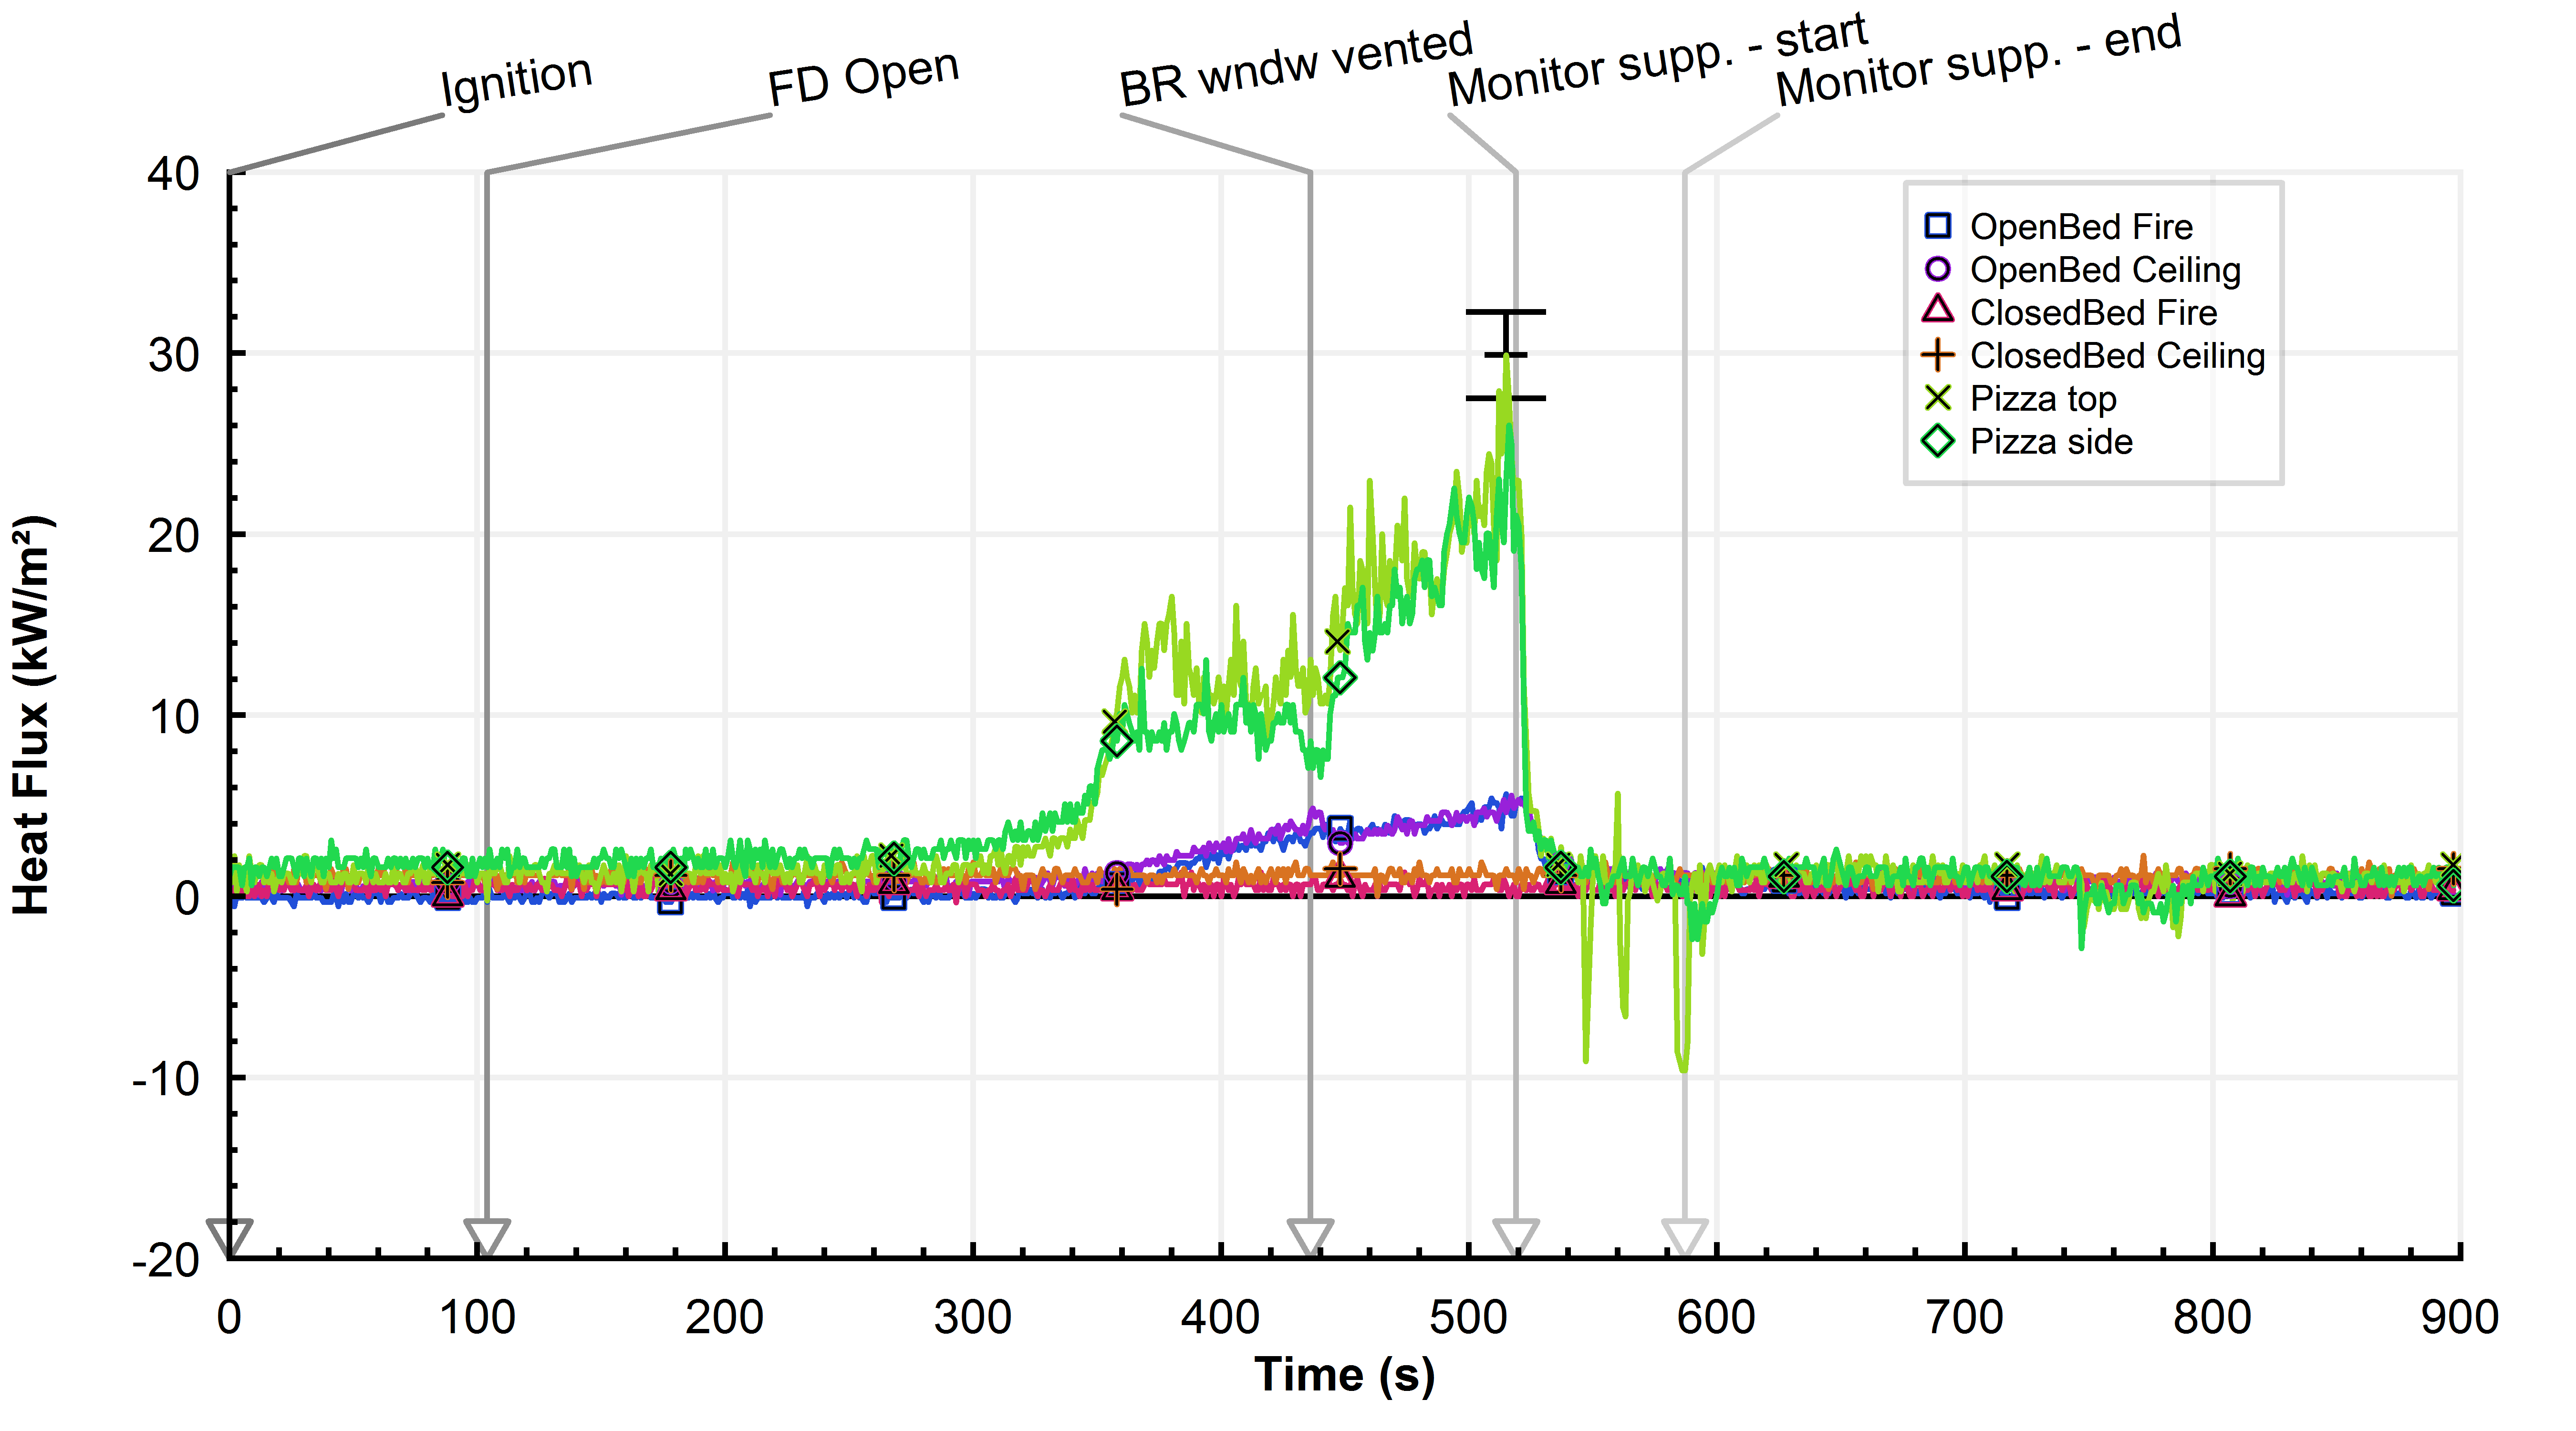 Ignition
FD Open
BR wndw vented
Monitor supp. - start
Monitor supp. - end
40
30
20
10
0
-10
-20
Heat Flux (kW/m²)
OpenBed Fire
OpenBed Ceiling
ClosedBed Fire
ClosedBed Ceiling
Pizza top
Pizza side
0 100 200 300 400 500 600 700 800 900
Time (s)